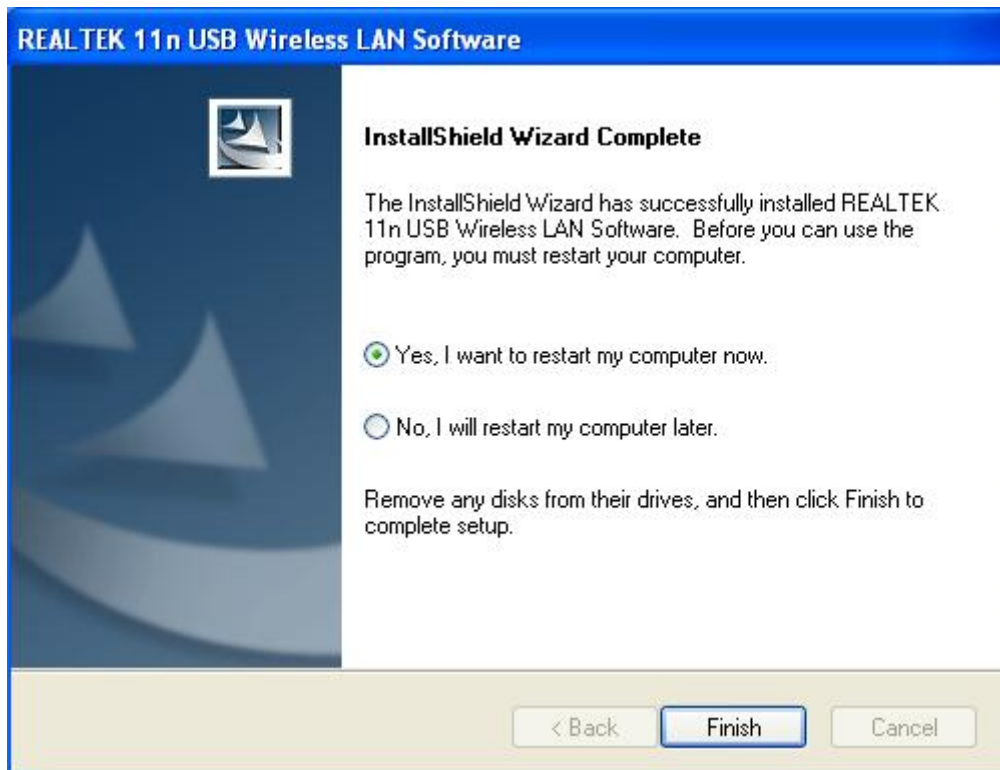 REALTEK 11n USB Wireless LAN Software
InstallShield Wizard Complete
The InstallShield Wizard has successfully installed REALTEK
11n USB Wireless LAN Software.  Before you can use the
program, you must restart your computer.
Yes, I want to restart my computer now.
No, I will restart my computer later.
Remove any disks from their drives, and then click Finish to
complete setup.
< Back
Finish
Cancel